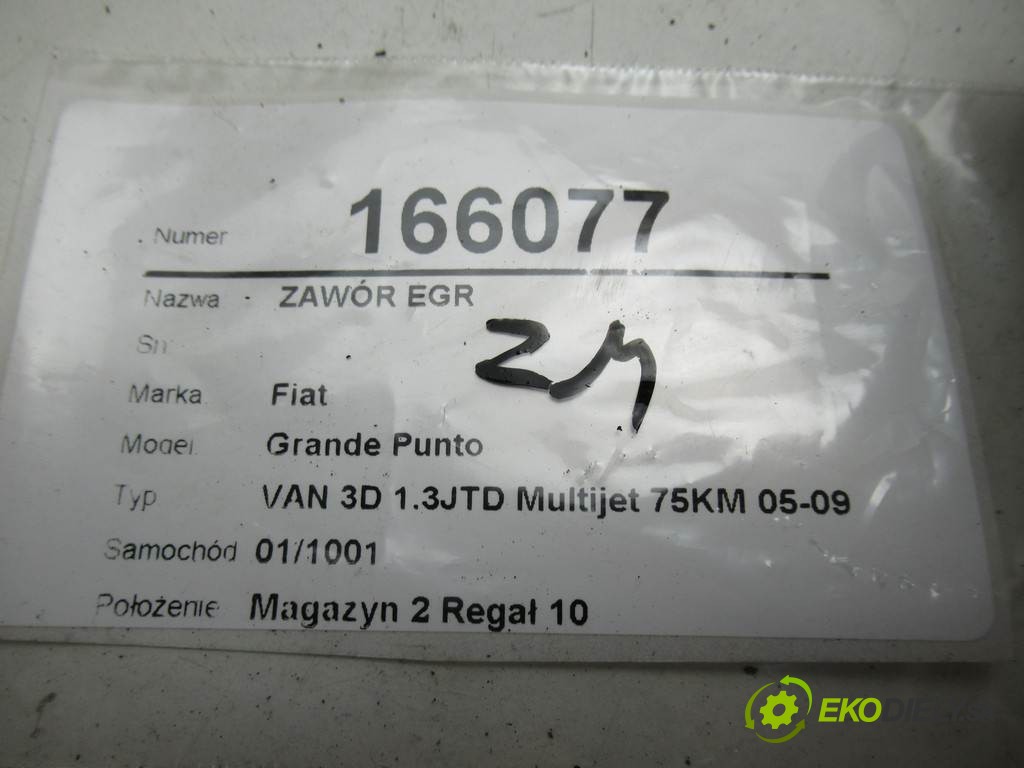 Numer 166077
Nazwa ZAWÓR EGR
Sn
Marka Fiat
Model Grande Punto
Typ VAN 3D 1.3JTD Multijet 75KM 05-09
Samochód 01/1001
Położenie Magazyn 2 Regał 10